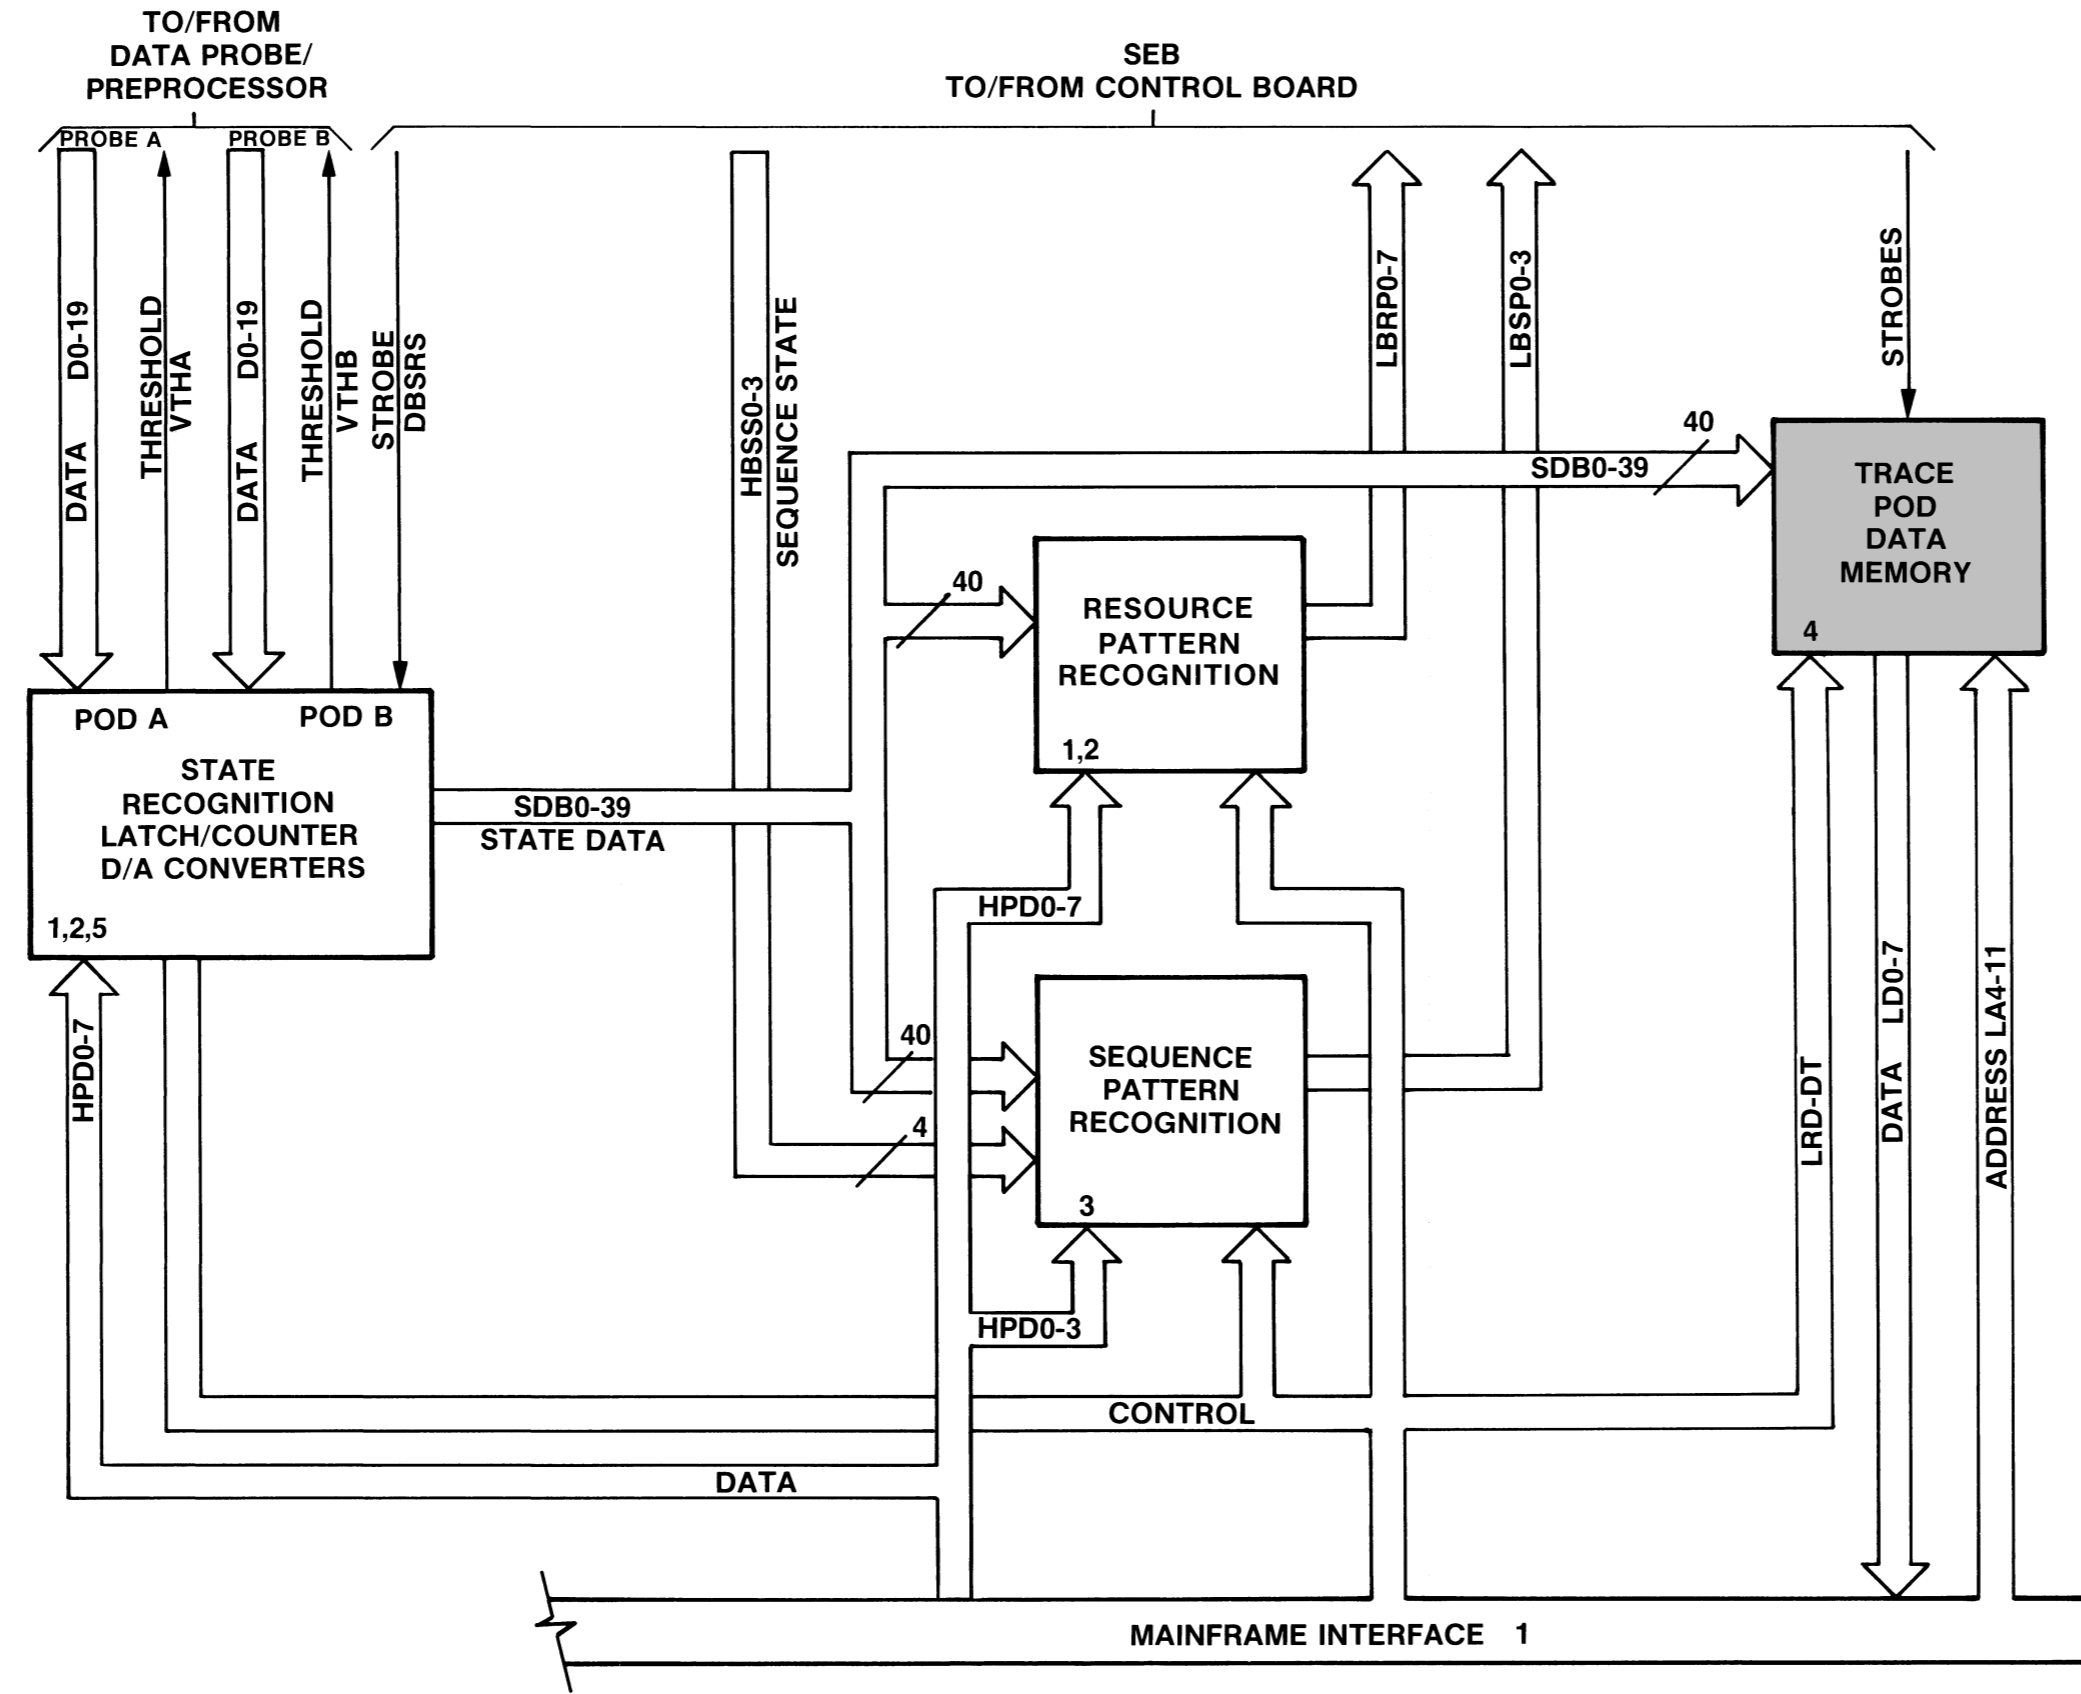 TO/FROM
DATA PROBE/
PREPROCESSOR
SEB
TO/FROM CONTROL BOARD
PROBE A
PROBE B
DATA D0-19
THRESHOLD
VTHA
DATA D0-19
THRESHOLD
VTHB
STROBE
DBSRS
HBSS0-3
SEQUENCE STATE
LBRP0-7
LBSP0-3
STROBES
40
SDB0-39
TRACE
POD
DATA
MEMORY
4
40
RESOURCE
PATTERN
RECOGNITION
1,2
POD A
POD B
STATE
RECOGNITION
LATCH/COUNTER
D/A CONVERTERS
1,2,5
SDB0-39
STATE DATA
HPD0-7
HPD0-7
40
4
SEQUENCE
PATTERN
RECOGNITION
3
LRD-DT
DATA LD0-7
ADDRESS LA4-11
HPD0-3
CONTROL
DATA
MAINFRAME INTERFACE 1